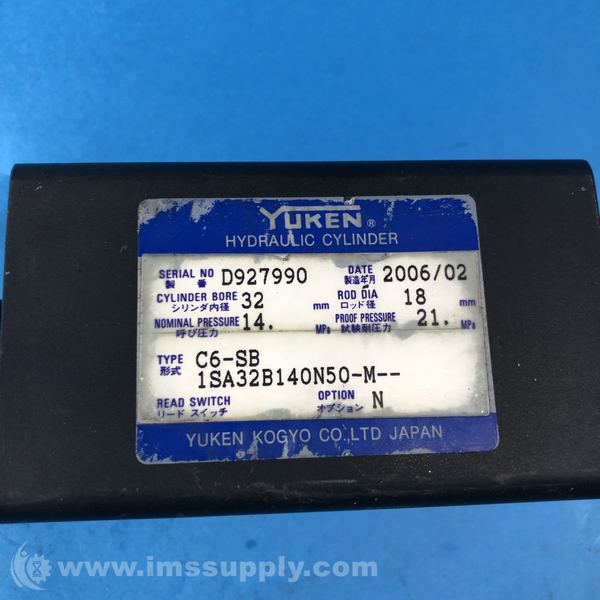 YUKEN®
HYDRAULIC CYLINDER
SERIAL NO 製番 D927990 DATE 製造年月 2006/02
CYLINDER BORE シリンダ内径 32 mm ROD DIA ロッド径 18 mm
NOMINAL PRESSURE 呼び圧力 14. MPa PROOF PRESSURE 試験耐圧力 21. MPa
TYPE 形式 C6-SB
1SA32B140N50-M--
READ SWITCH リードスイッチ OPTION オプション N
YUKEN KOGYO CO.,LTD JAPAN
© www.imssupply.com